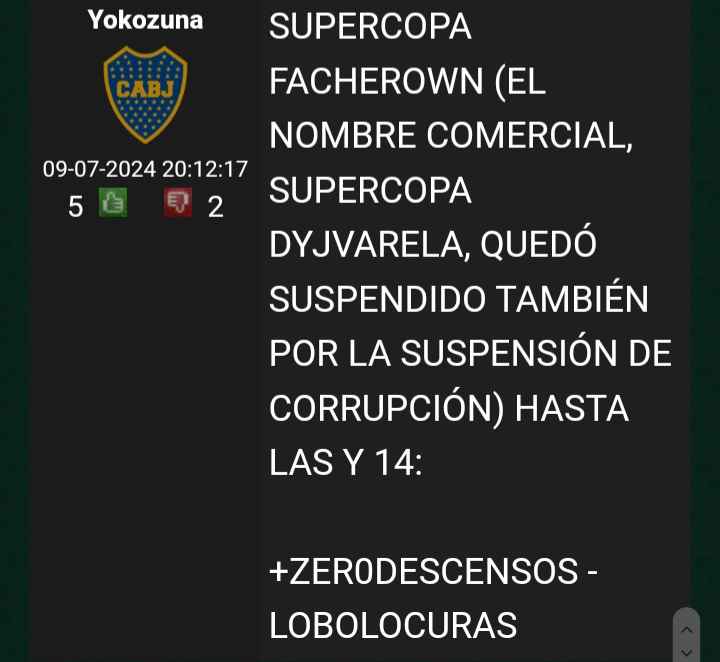 Yokozuna
CABJ
09-07-2024 20:12:17
5 2
SUPERCOPA
FACHEROWN (EL
NOMBRE COMERCIAL,
SUPERCOPA
DYJVARELA, QUEDÓ
SUSPENDIDO TAMBIÉN
POR LA SUSPENSIÓN DE
CORRUPCIÓN) HASTA
LAS Y 14:
+ZER0DESCENSOS -
LOBOLOCURAS